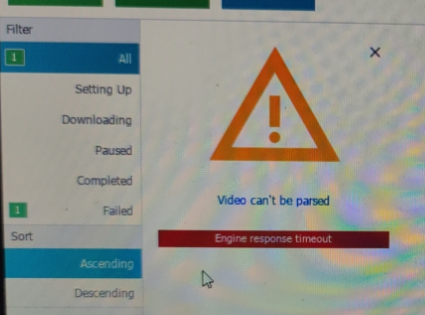 Filter
1 All
Setting Up
Downloading
Paused
Completed
1 Failed
Sort
Ascending
Descending
Video can't be parsed
Engine response timeout